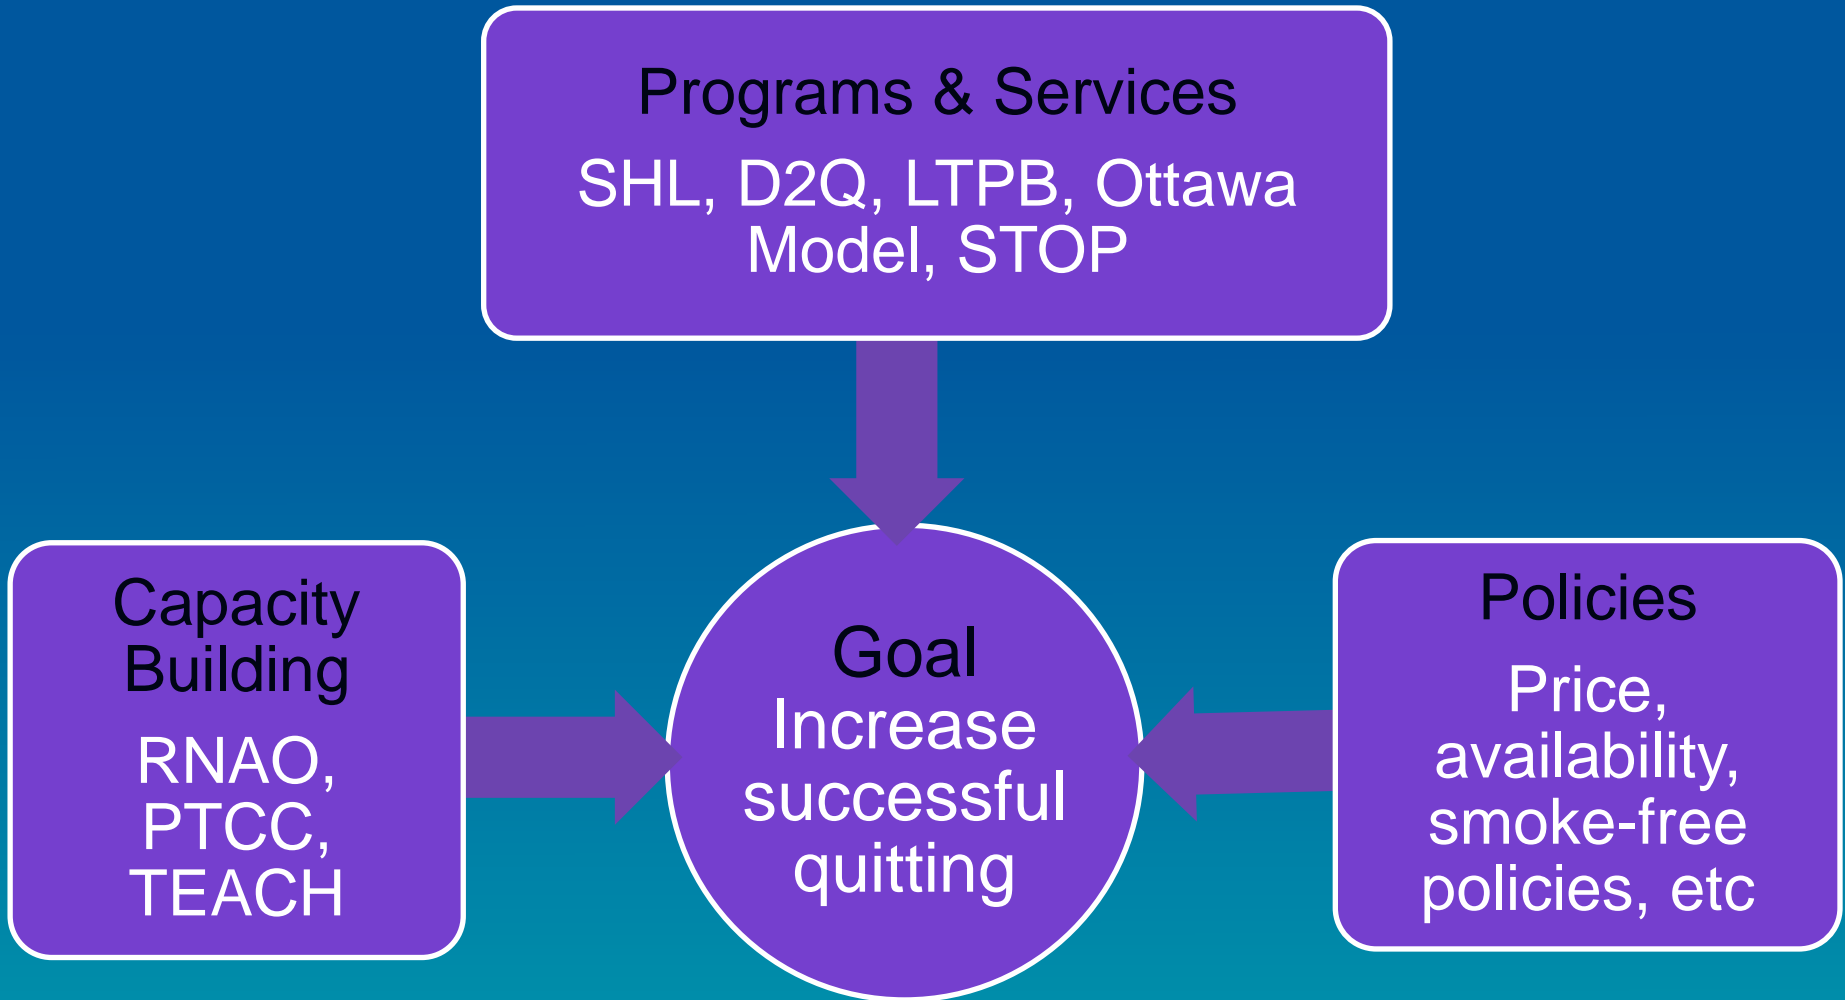 Programs & Services
SHL, D2Q, LTPB, Ottawa
Model, STOP
Capacity
Building
RNAO,
PTCC,
TEACH
Goal
Increase
successful
quitting
Policies
Price,
availability,
smoke-free
policies, etc